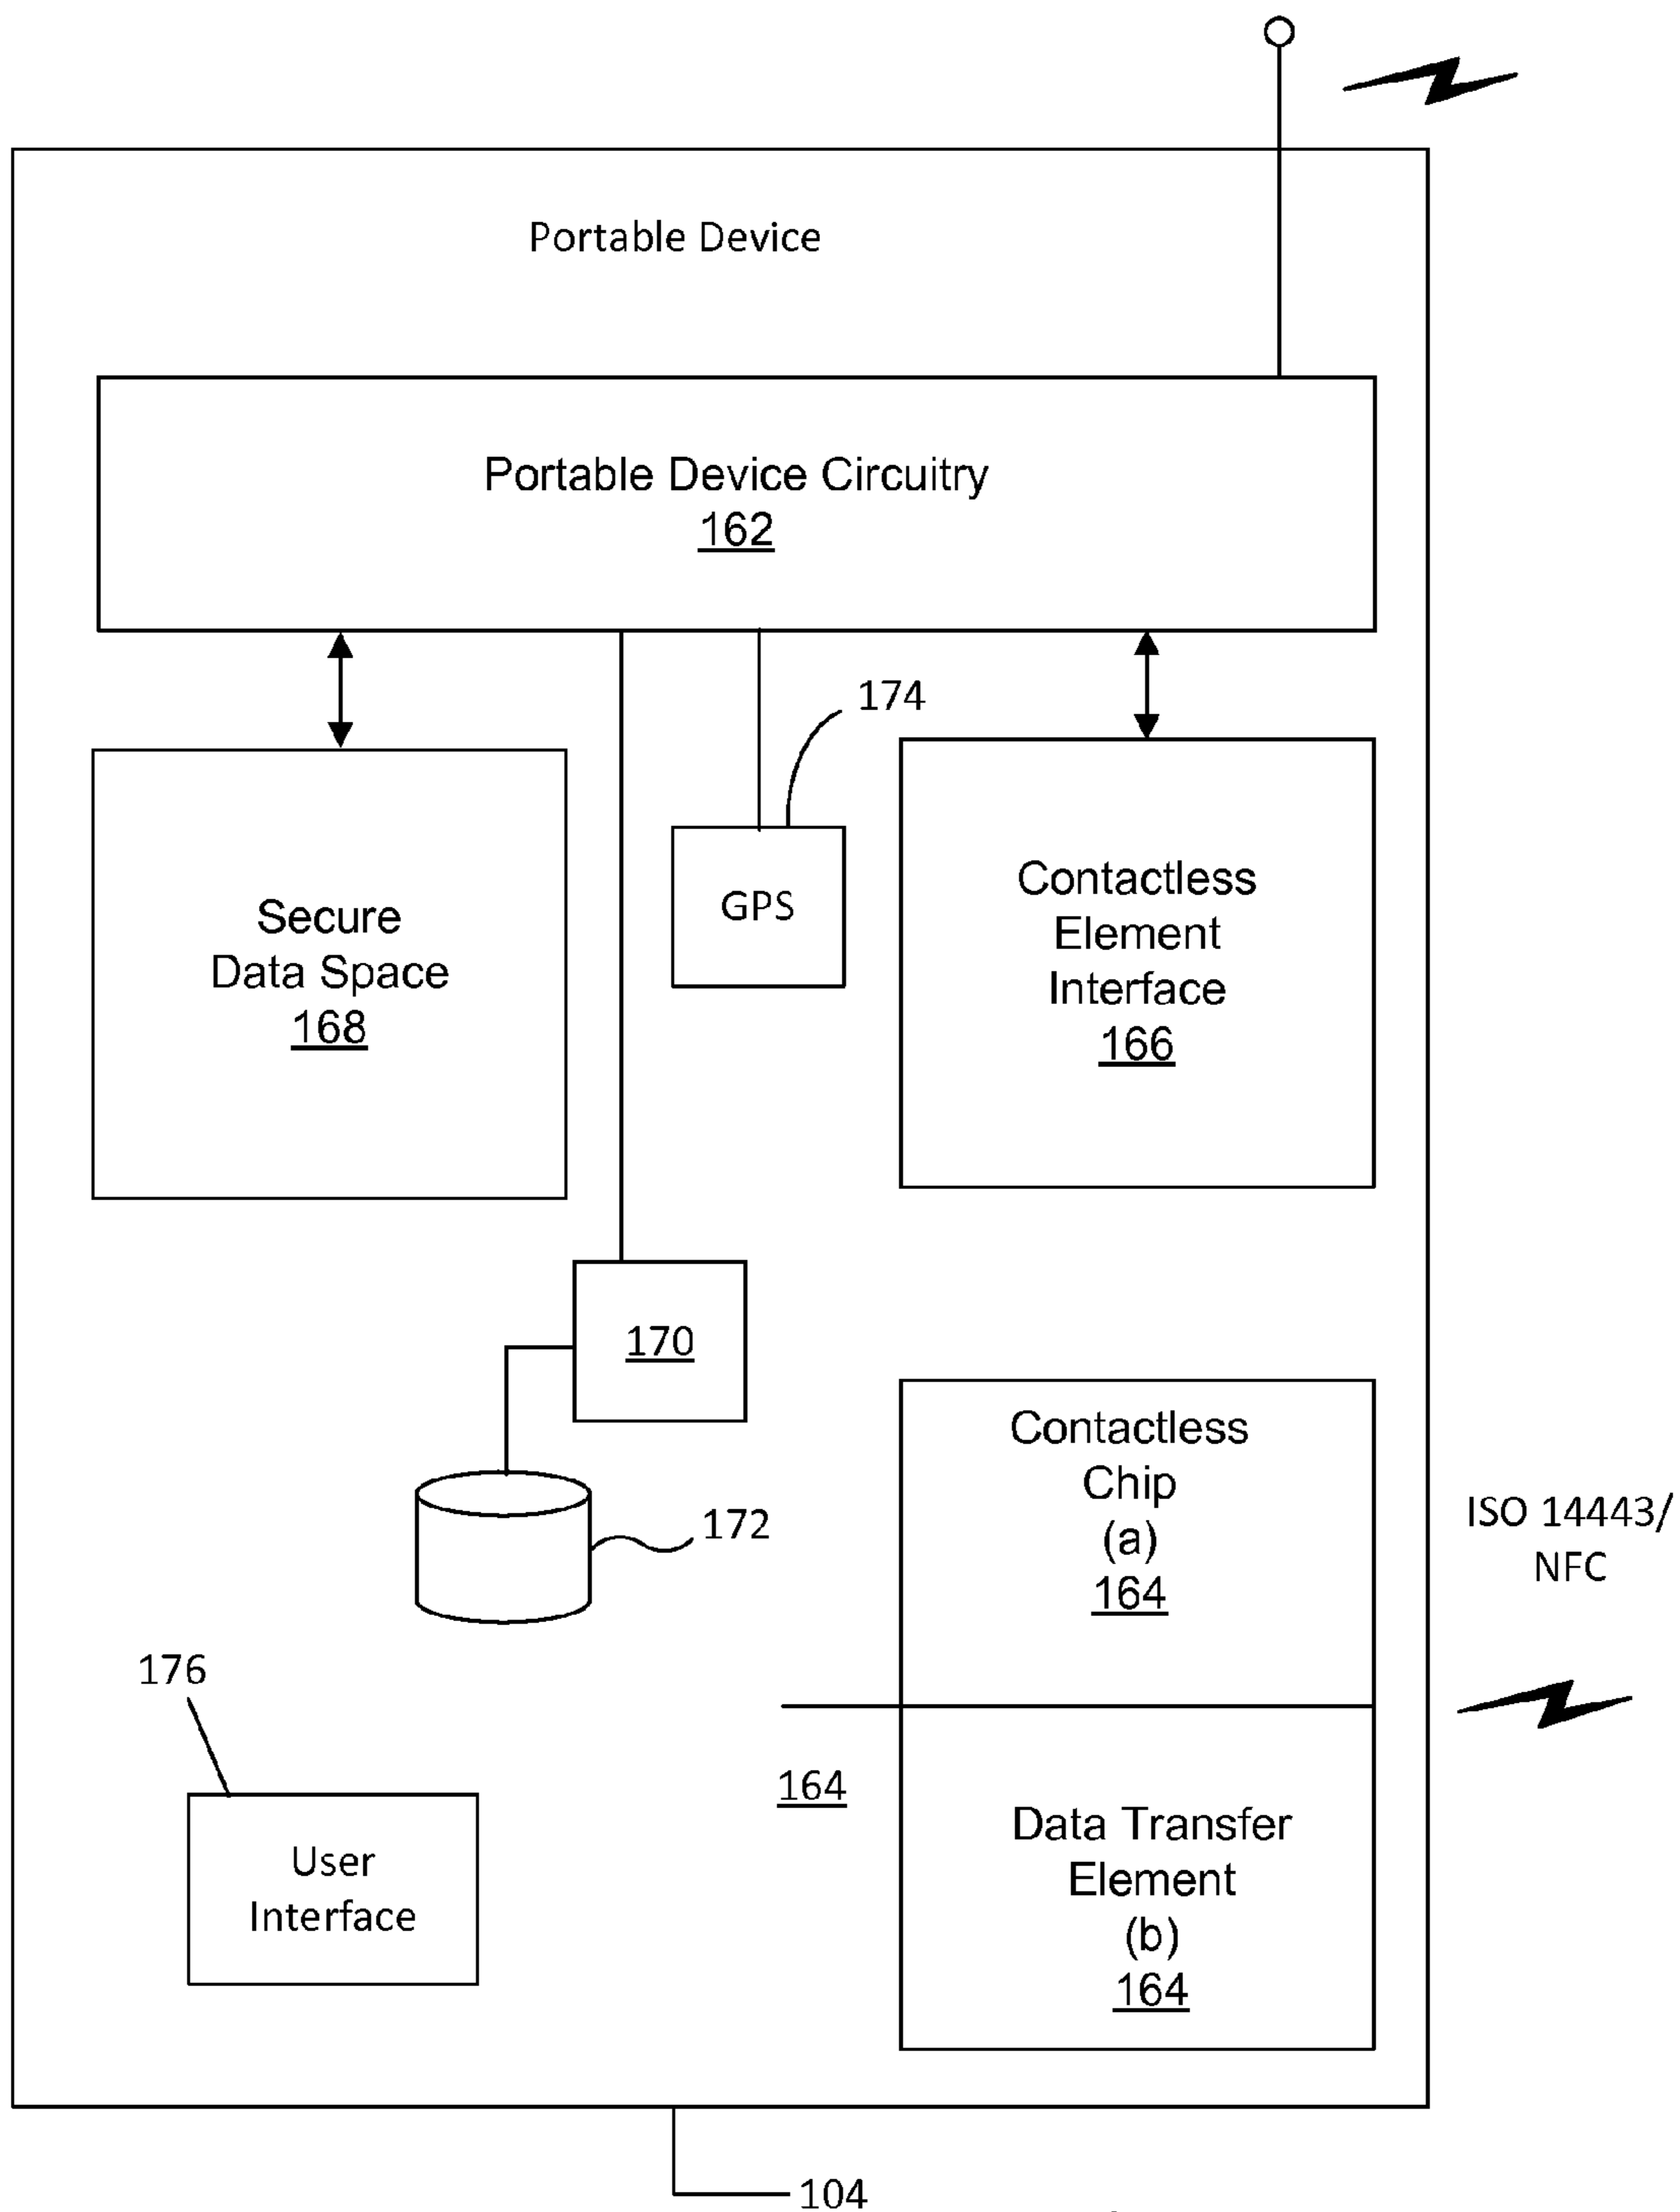 Portable Device
Portable Device Circuitry
162
174
Secure
Data Space
168
GPS
Contactless
Element
Interface
166
170
172
Contactless
Chip
(a)
164
ISO 14443/
NFC
176
164
User
Interface
Data Transfer
Element
(b)
164
104